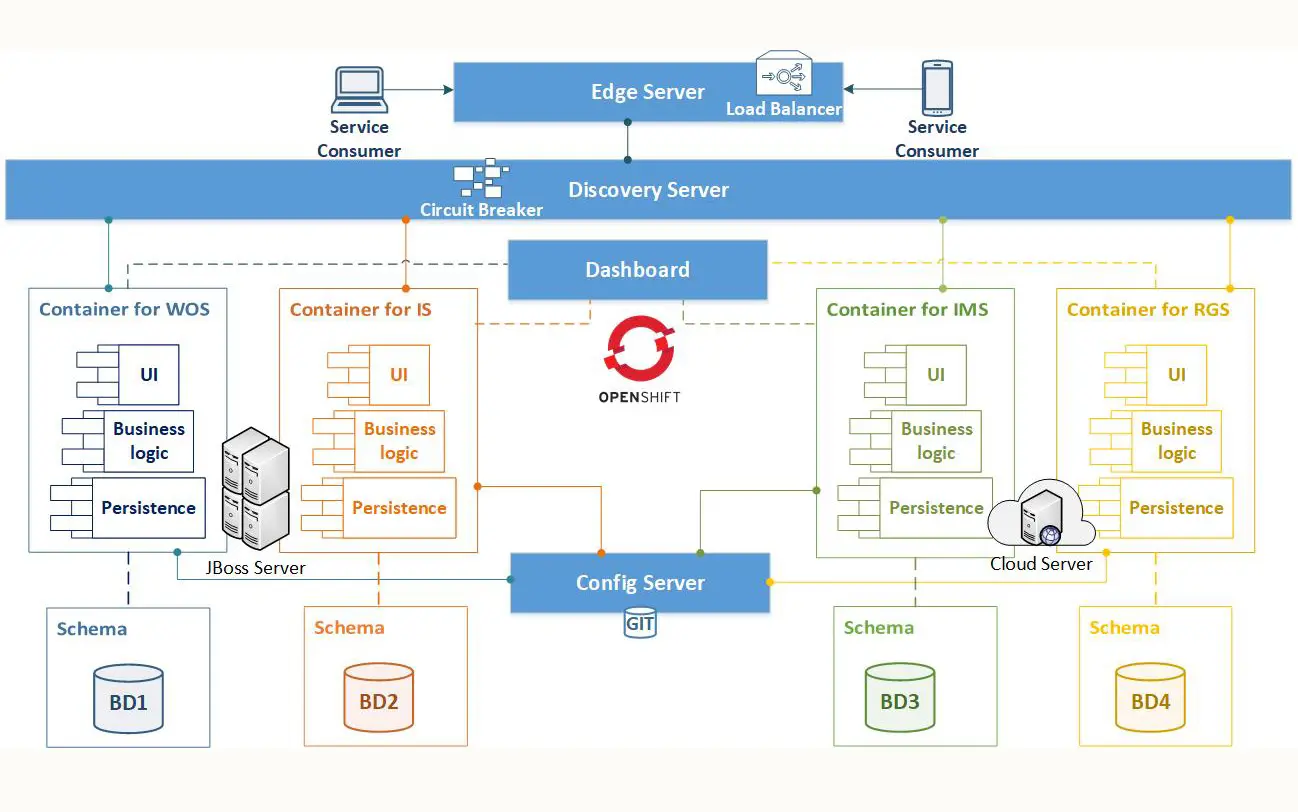 Edge Server
Load Balancer
Service
Consumer
Service
Consumer
Discovery Server
Circuit Breaker
Dashboard
Container for WOS
UI
Business
logic
Persistence
Container for IS
UI
Business
logic
Persistence
OPENSHIFT
Container for IMS
UI
Business
logic
Persistence
Container for RGS
UI
Business
logic
Persistence
JBoss Server
Cloud Server
Config Server
GIT
Schema
BD1
Schema
BD2
Schema
BD3
Schema
BD4